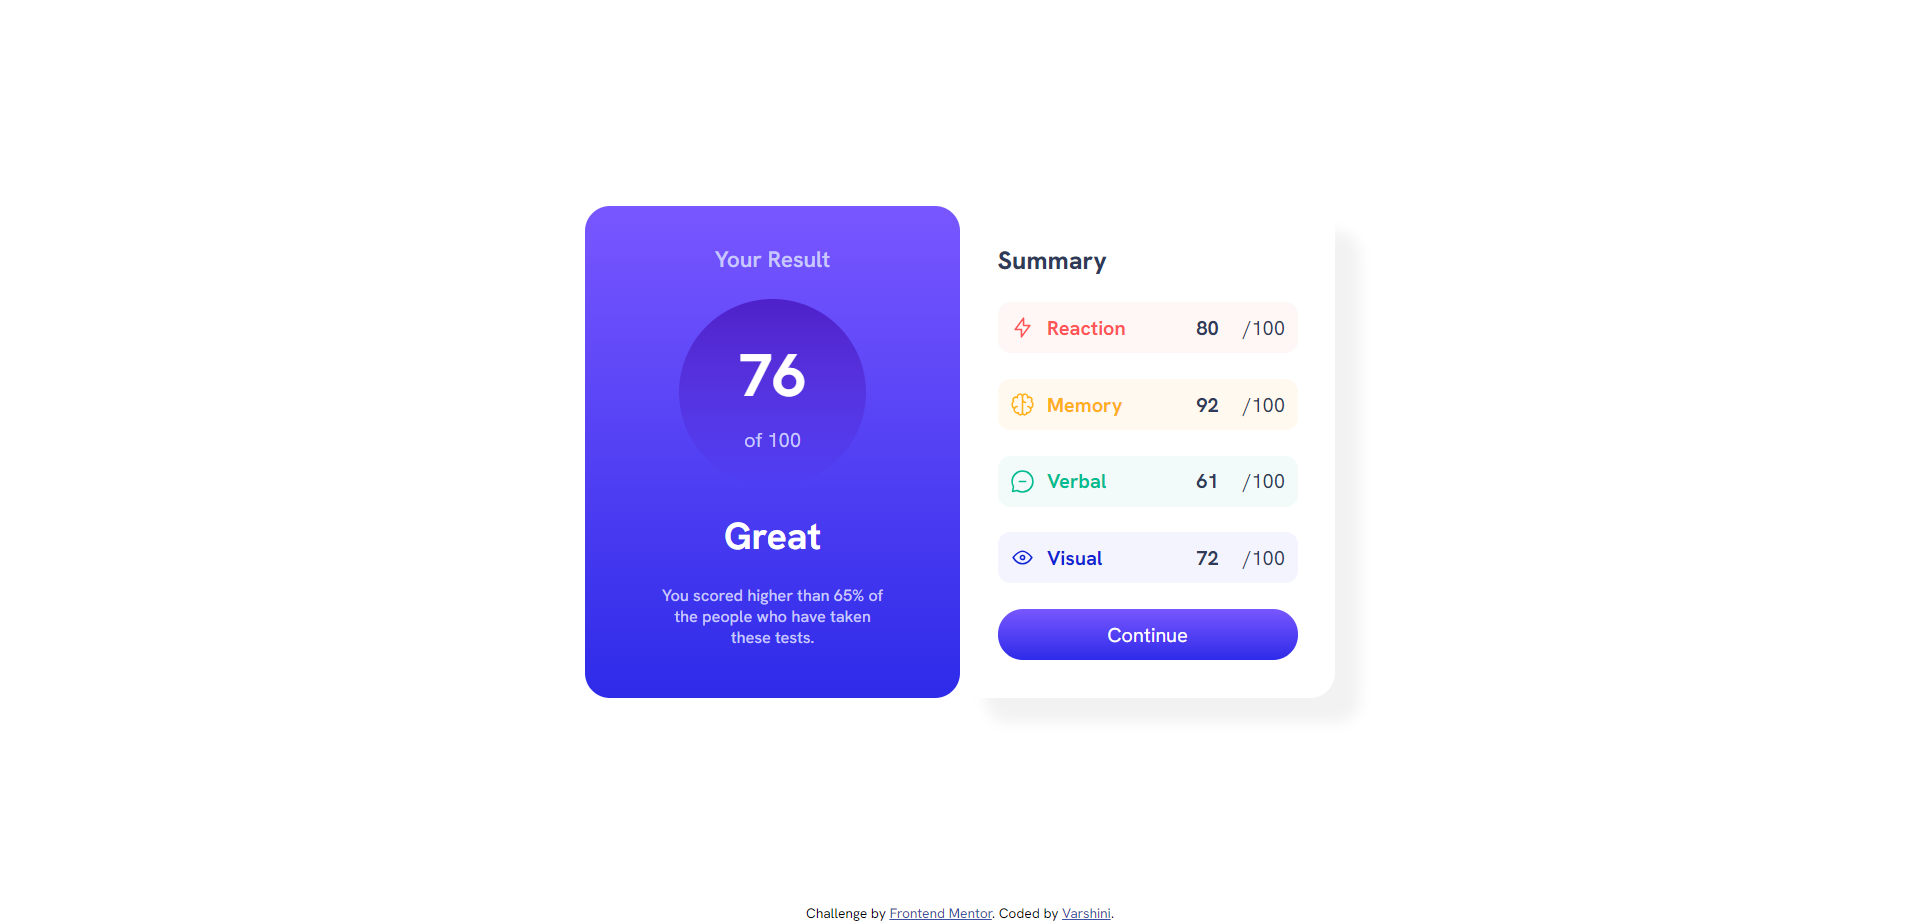 Your Result
76
of 100
Great
You scored higher than 65% of
the people who have taken
these tests.
Summary
Reaction 80 /100
Memory 92 /100
Verbal 61 /100
Visual 72 /100
Continue
Challenge by Frontend Mentor. Coded by Varshini.